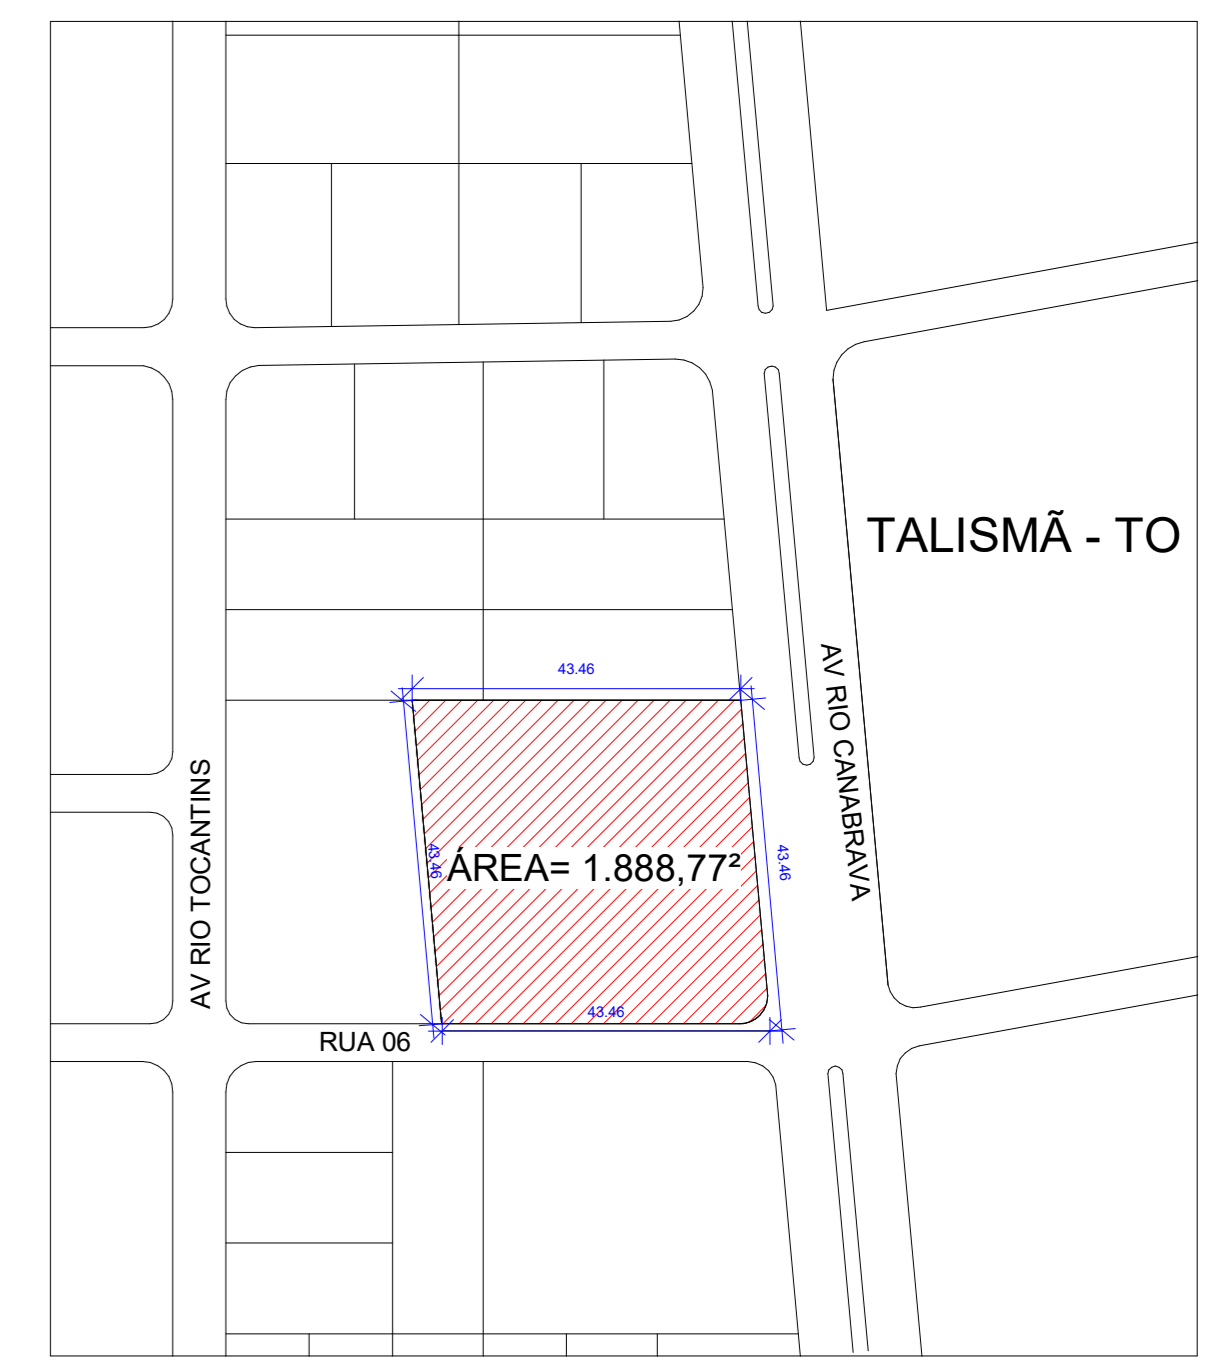 TALISMÃ - TO
43.46
AV RIO CANABRAVA
AV RIO TOCANTINS
43.46
ÁREA= 1.888,77²
43.46
43.46
RUA 06